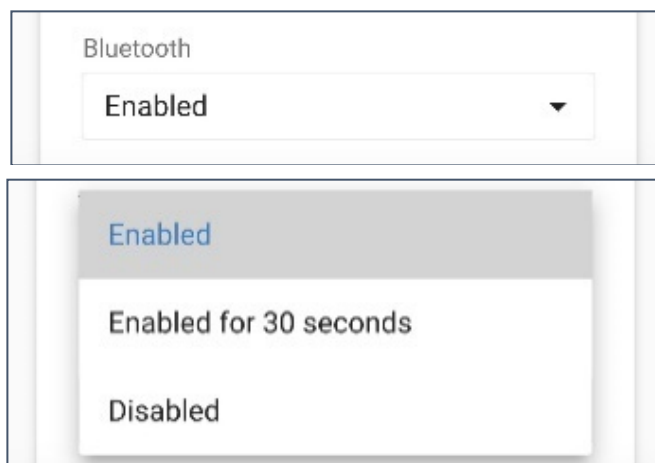 Bluetooth
Enabled
Enabled
Enabled for 30 seconds
Disabled